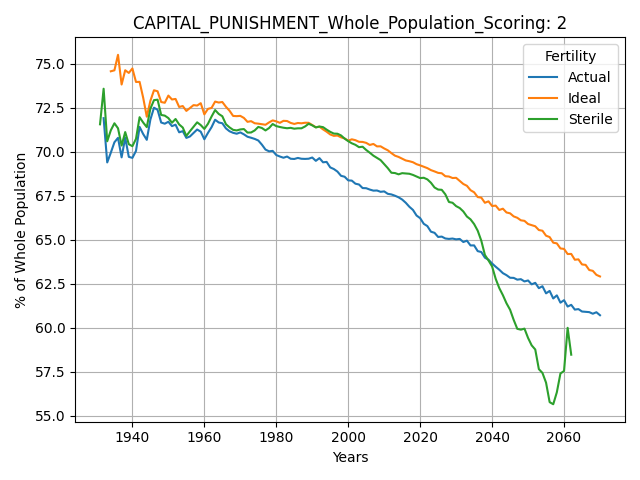 CAPITAL_PUNISHMENT_Whole_Population_Scoring: 2
Fertility
Actual
Ideal
Sterile
% of Whole Population
75.0
72.5
70.0
67.5
65.0
62.5
60.0
57.5
55.0
1940 1960 1980 2000 2020 2040 2060
Years